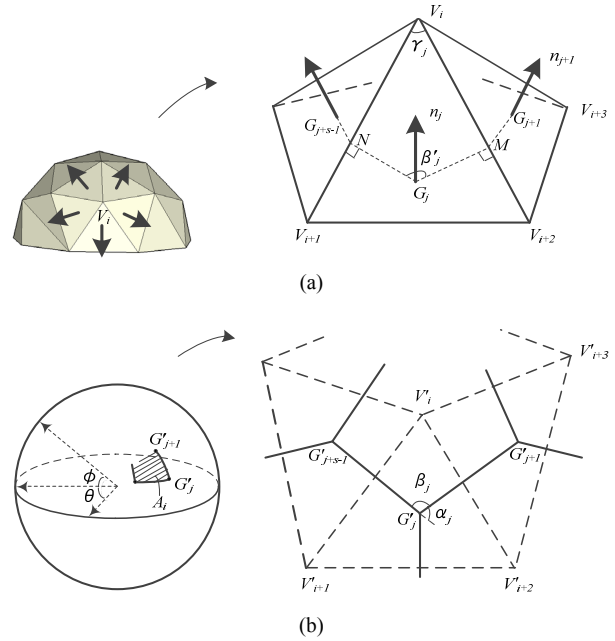 V_i
γ_j
n_{j+1}
n_j
G_{j+s-1}
G_{j+1}
V_{i+3}
N
M
β'_j
G_j
V_i
V_{i+1}
V_{i+2}
(a)
V'_{i+3}
V'_i
G'_{j+1}
G'_{j+s-1}
G'_{j+1}
ϕ
G'_j
β_j
θ
A_i
G'_j
α_j
V'_{i+1}
V'_{i+2}
(b)